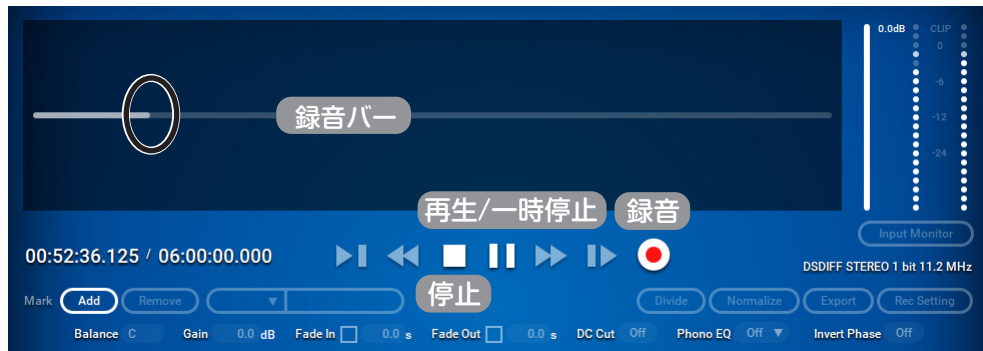 0.0dB CLIP
0
-6
録音バー
-12
-24
再生/一時停止 録音
Input Monitor
00:52:36.125 / 06:00:00.000
DSDIFF STEREO 1 bit 11.2 MHz
停止
Mark Add Remove Divide Normalize Export Rec Setting
Balance C Gain 0.0 dB Fade In 0.0 s Fade Out 0.0 s DC Cut Off Phono EQ Off Invert Phase Off